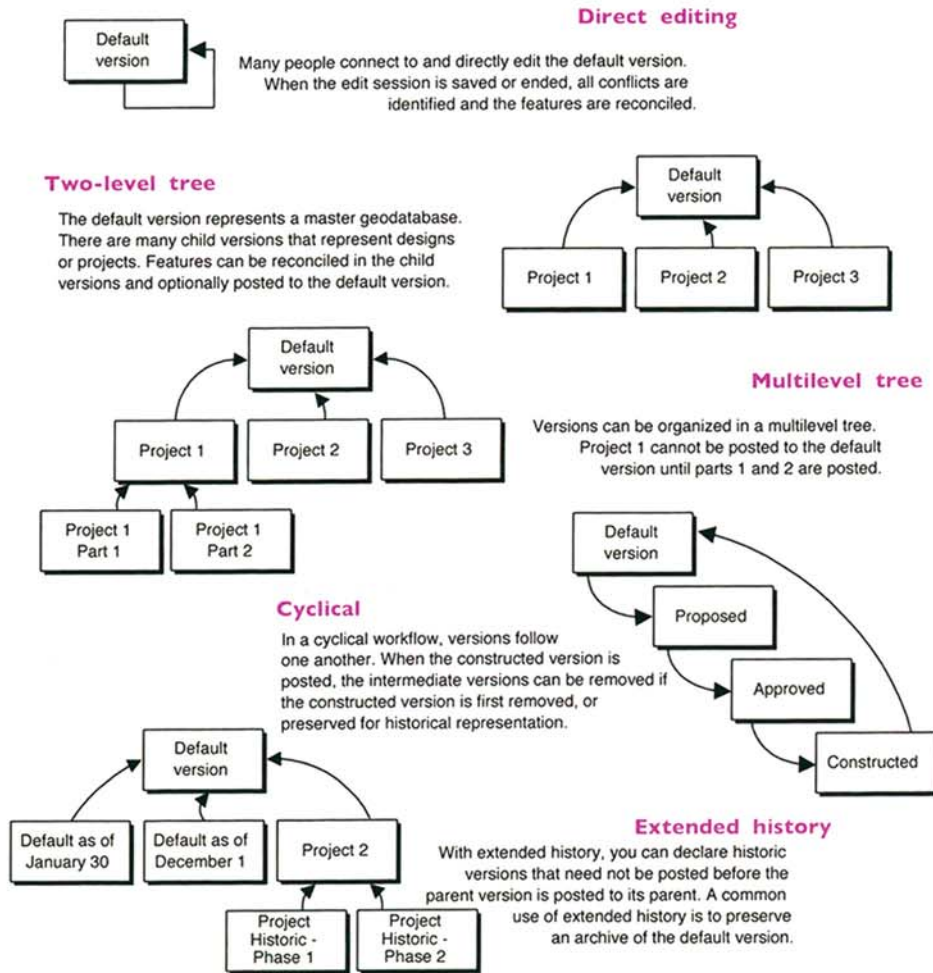 Direct editing
Default
version
Many people connect to and directly edit the default version.
When the edit session is saved or ended, all conflicts are
identified and the features are reconciled.
Two-level tree
The default version represents a master geodatabase.
There are many child versions that represent designs
or projects. Features can be reconciled in the child
versions and optionally posted to the default version.
Default
version
Project 1
Project 2
Project 3
Default
version
Project 1
Project 2
Project 3
Project 1
Part 1
Project 1
Part 2
Multilevel tree
Versions can be organized in a multilevel tree.
Project 1 cannot be posted to the default
version until parts 1 and 2 are posted.
Cyclical
In a cyclical workflow, versions follow
one another. When the constructed version is
posted, the intermediate versions can be removed if
the constructed version is first removed, or
preserved for historical representation.
Default
version
Proposed
Approved
Constructed
Default
version
Default as of
January 30
Default as of
December 1
Project 2
Project
Historic -
Phase 1
Project
Historic -
Phase 2
Extended history
With extended history, you can declare historic
versions that need not be posted before the
parent version is posted to its parent. A common
use of extended history is to preserve
an archive of the default version.